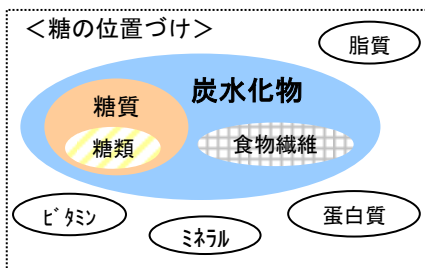 ＜糖の位置づけ＞
脂質
炭水化物
糖質
糖類
食物繊維
ﾋﾞﾀﾐﾝ
ﾐﾈﾗﾙ
蛋白質